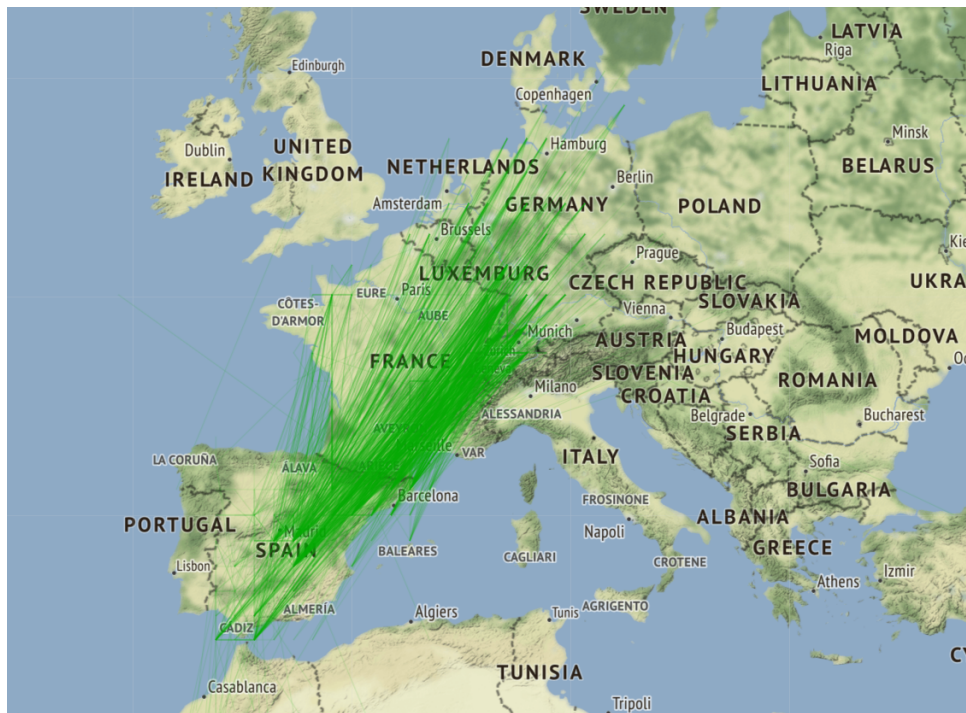 SWEDEN
LATVIA
Riga
Edinburgh
DENMARK
LITHUANIA
Copenhagen
Minsk
Dublin
UNITED
KINGDOM
Hamburg
BELARUS
IRELAND
NETHERLANDS
Berlin
Amsterdam
GERMANY
POLAND
Brussels
Prague
LUXEMBURG
CZECH REPUBLIC
UKRA
EURE
Paris
SLOVAKIA
CÔTES-
D'ARMOR
AUBE
Vienna
Munich
Budapest
MOLDOVA
AUSTRIA
HUNGARY
FRANCE
SLOVENIA
ROMANIA
Milano
CROATIA
ALESSANDRIA
Belgrade
Bucharest
SERBIA
VAR
ITALY
LA CORUÑA
ÁLAVA
ARIÈGE
Sofia
BULGARIA
Barcelona
FROSINONE
PORTUGAL
Madrid
Napoli
ALBANIA
SPAIN
BALEARES
CAGLIARI
CROTENE
GREECE
Lisbon
Athens
Izmir
ALMERÍA
Algiers
Tunis
AGRIGENTO
CÁDIZ
TUNISIA
Casablanca
Tripoli